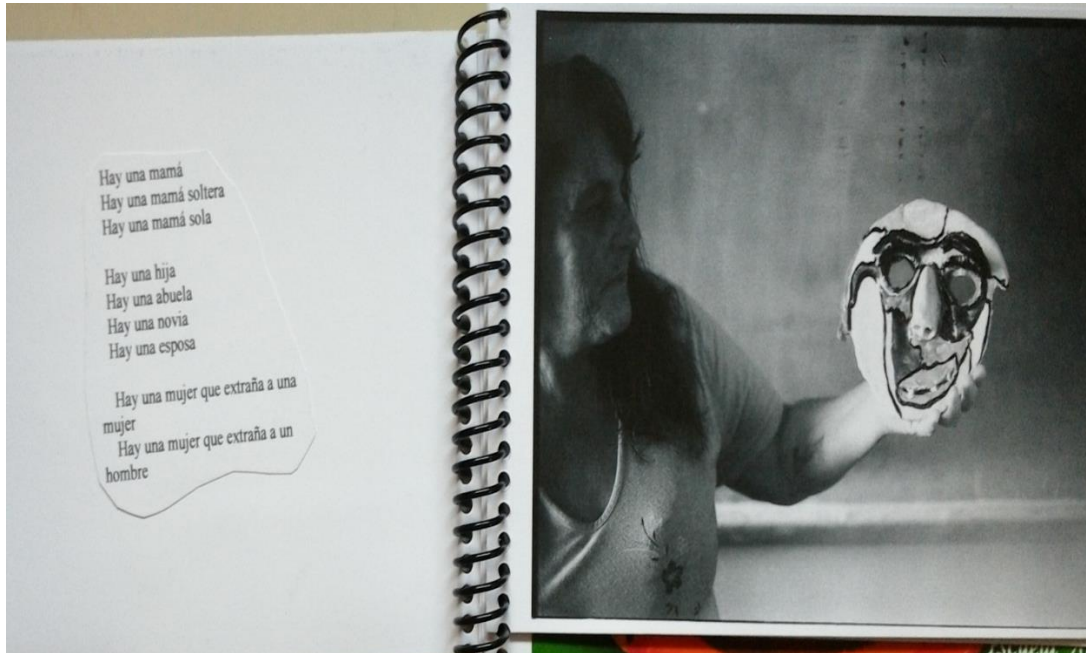 Hay una mamá
Hay una mamá soltera
Hay una mamá sola
Hay una hija
Hay una abuela
Hay una novia
Hay una esposa
Hay una mujer que extraña a una
mujer
Hay una mujer que extraña a un
hombre